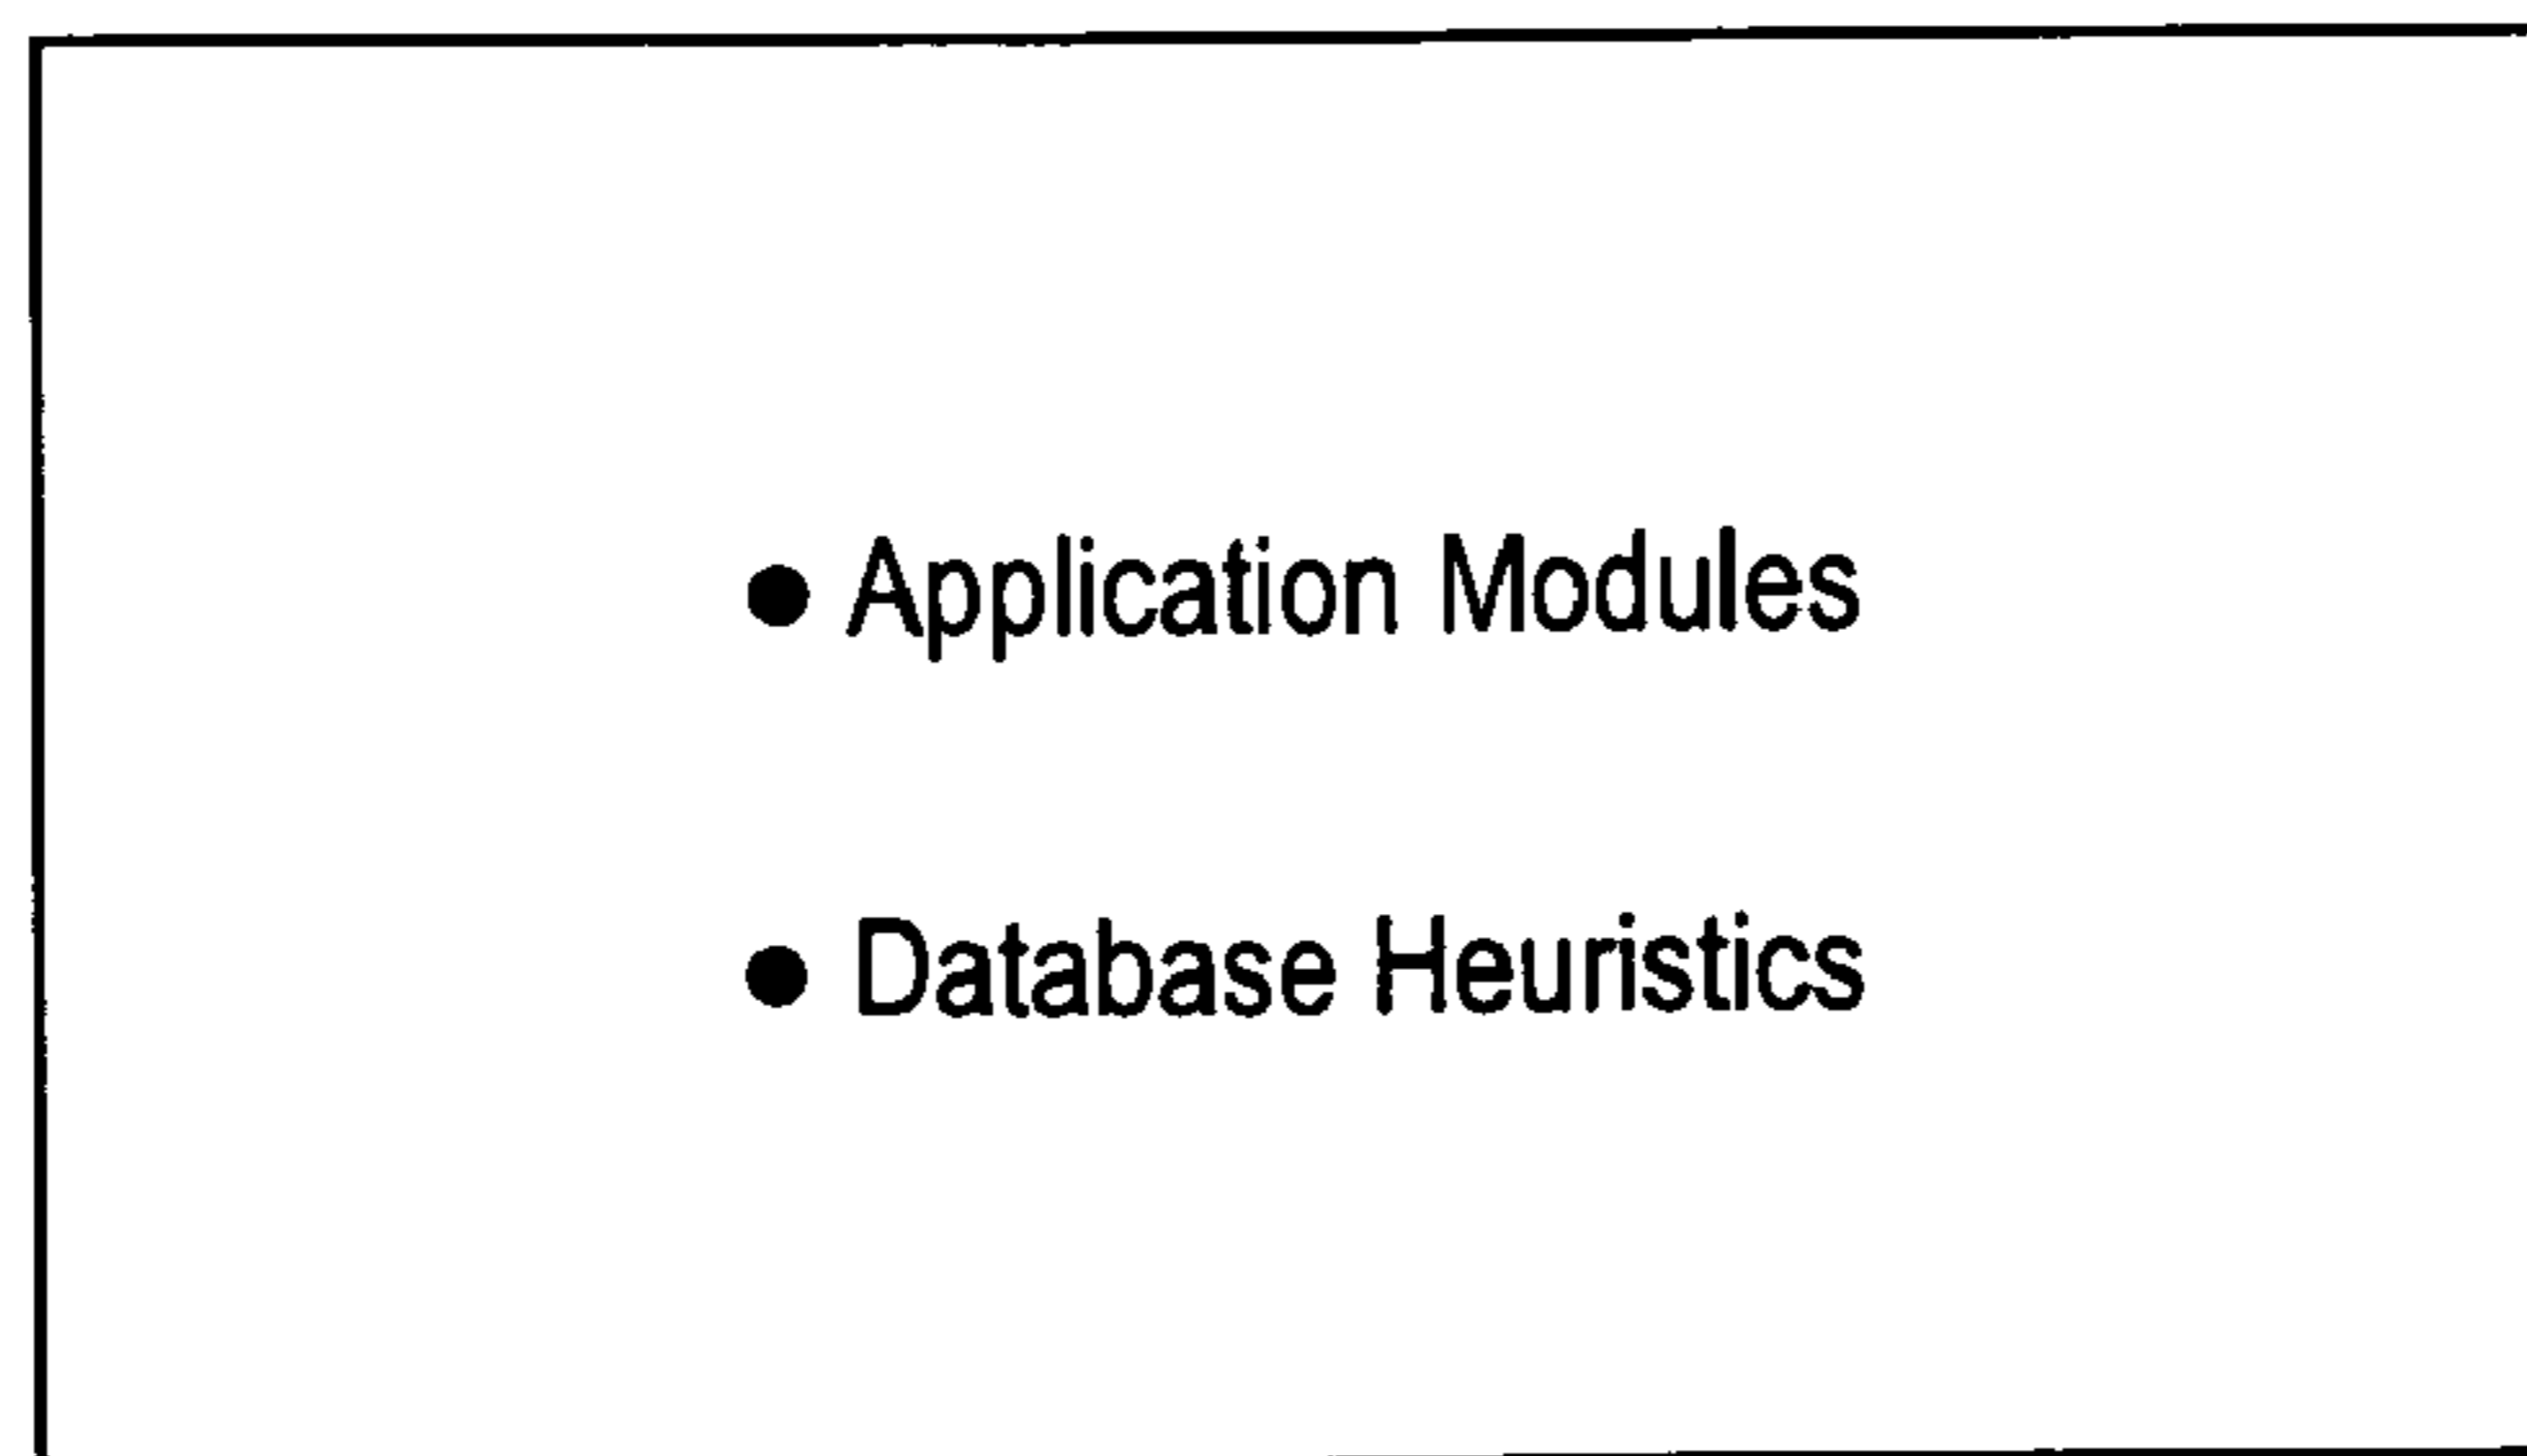 ● Application Modules
● Database Heuristics